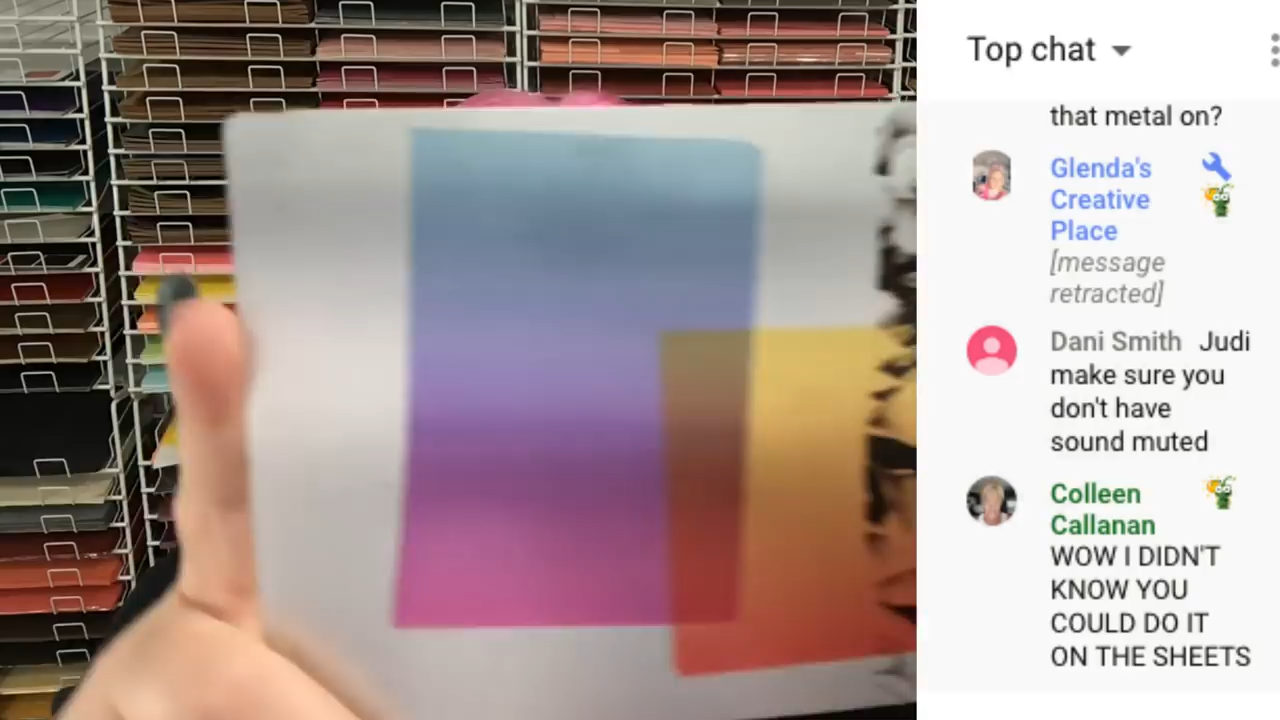 Top chat
that metal on?
Glenda's
Creative
Place
[message
retracted]
Dani Smith Judi
make sure you
don't have
sound muted
Colleen
Callanan
WOW I DIDN'T
KNOW YOU
COULD DO IT
ON THE SHEETS